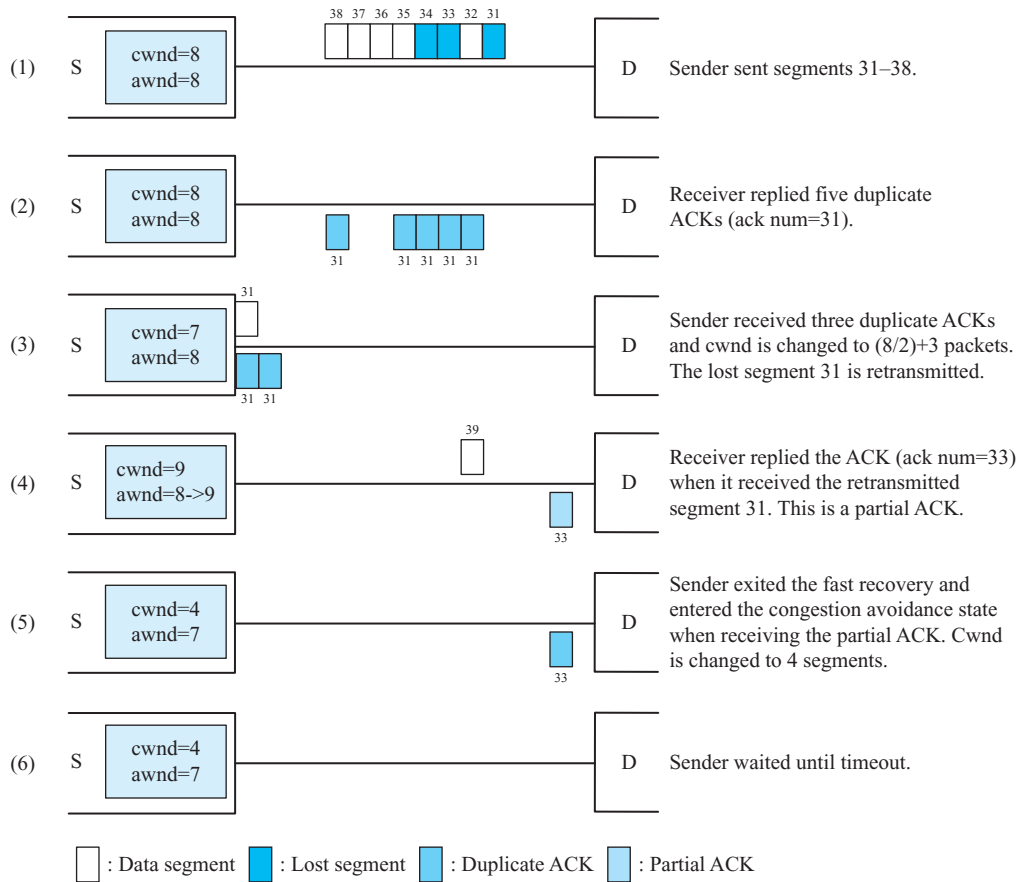 38 37 36 35 34 33 32 31
(1) S cwnd=8 D Sender sent segments 31–38.
awnd=8
(2) S cwnd=8 D Receiver replied five duplicate
awnd=8 ACKs (ack num=31).
31 31 31 31 31
31
(3) S cwnd=7 D Sender received three duplicate ACKs
awnd=8 and cwnd is changed to (8/2)+3 packets.
The lost segment 31 is retransmitted.
31 31
39
(4) S cwnd=9 D Receiver replied the ACK (ack num=33)
awnd=8->9 when it received the retransmitted
segment 31. This is a partial ACK.
33
(5) S cwnd=4 D Sender exited the fast recovery and
awnd=7 entered the congestion avoidance state
when receiving the partial ACK. Cwnd
is changed to 4 segments.
33
(6) S cwnd=4 D Sender waited until timeout.
awnd=7
: Data segment : Lost segment : Duplicate ACK : Partial ACK